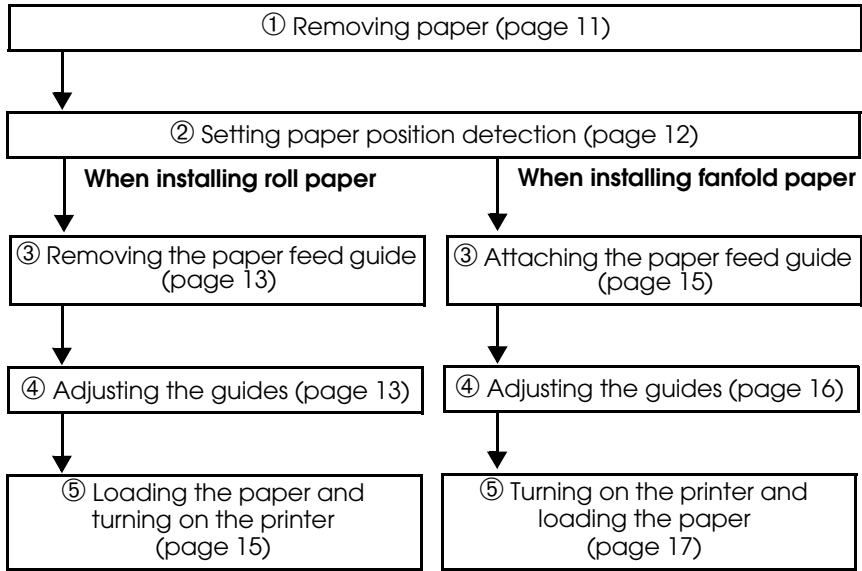 ① Removing paper (page 11)
② Setting paper position detection (page 12)
When installing roll paper
③ Removing the paper feed guide
(page 13)
④ Adjusting the guides (page 13)
⑤ Loading the paper and
turning on the printer
(page 15)
When installing fanfold paper
③ Attaching the paper feed guide
(page 15)
④ Adjusting the guides (page 16)
⑤ Turning on the printer and
loading the paper
(page 17)